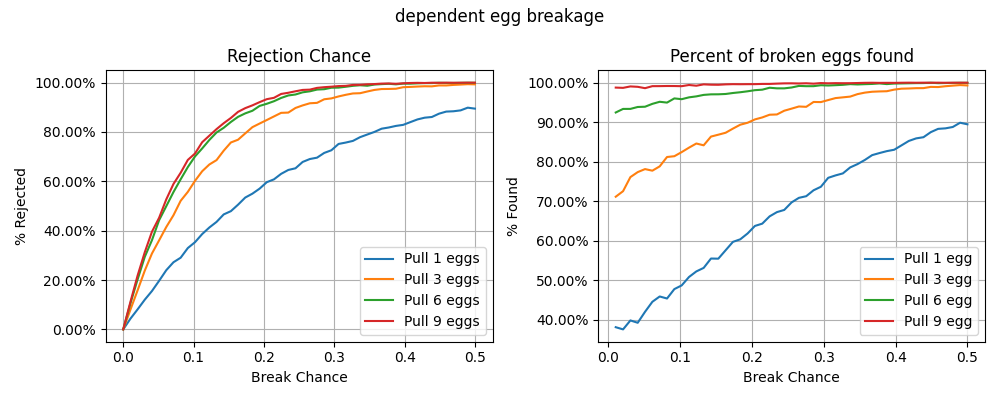 dependent egg breakage
Rejection Chance
% Rejected
100.00%
80.00%
60.00%
40.00%
20.00%
0.00%
0.0
0.1
0.2
0.3
0.4
0.5
Break Chance
Pull 1 eggs
Pull 3 eggs
Pull 6 eggs
Pull 9 eggs
Percent of broken eggs found
% Found
100.00%
90.00%
80.00%
70.00%
60.00%
50.00%
40.00%
0.0
0.1
0.2
0.3
0.4
0.5
Break Chance
Pull 1 egg
Pull 3 egg
Pull 6 egg
Pull 9 egg